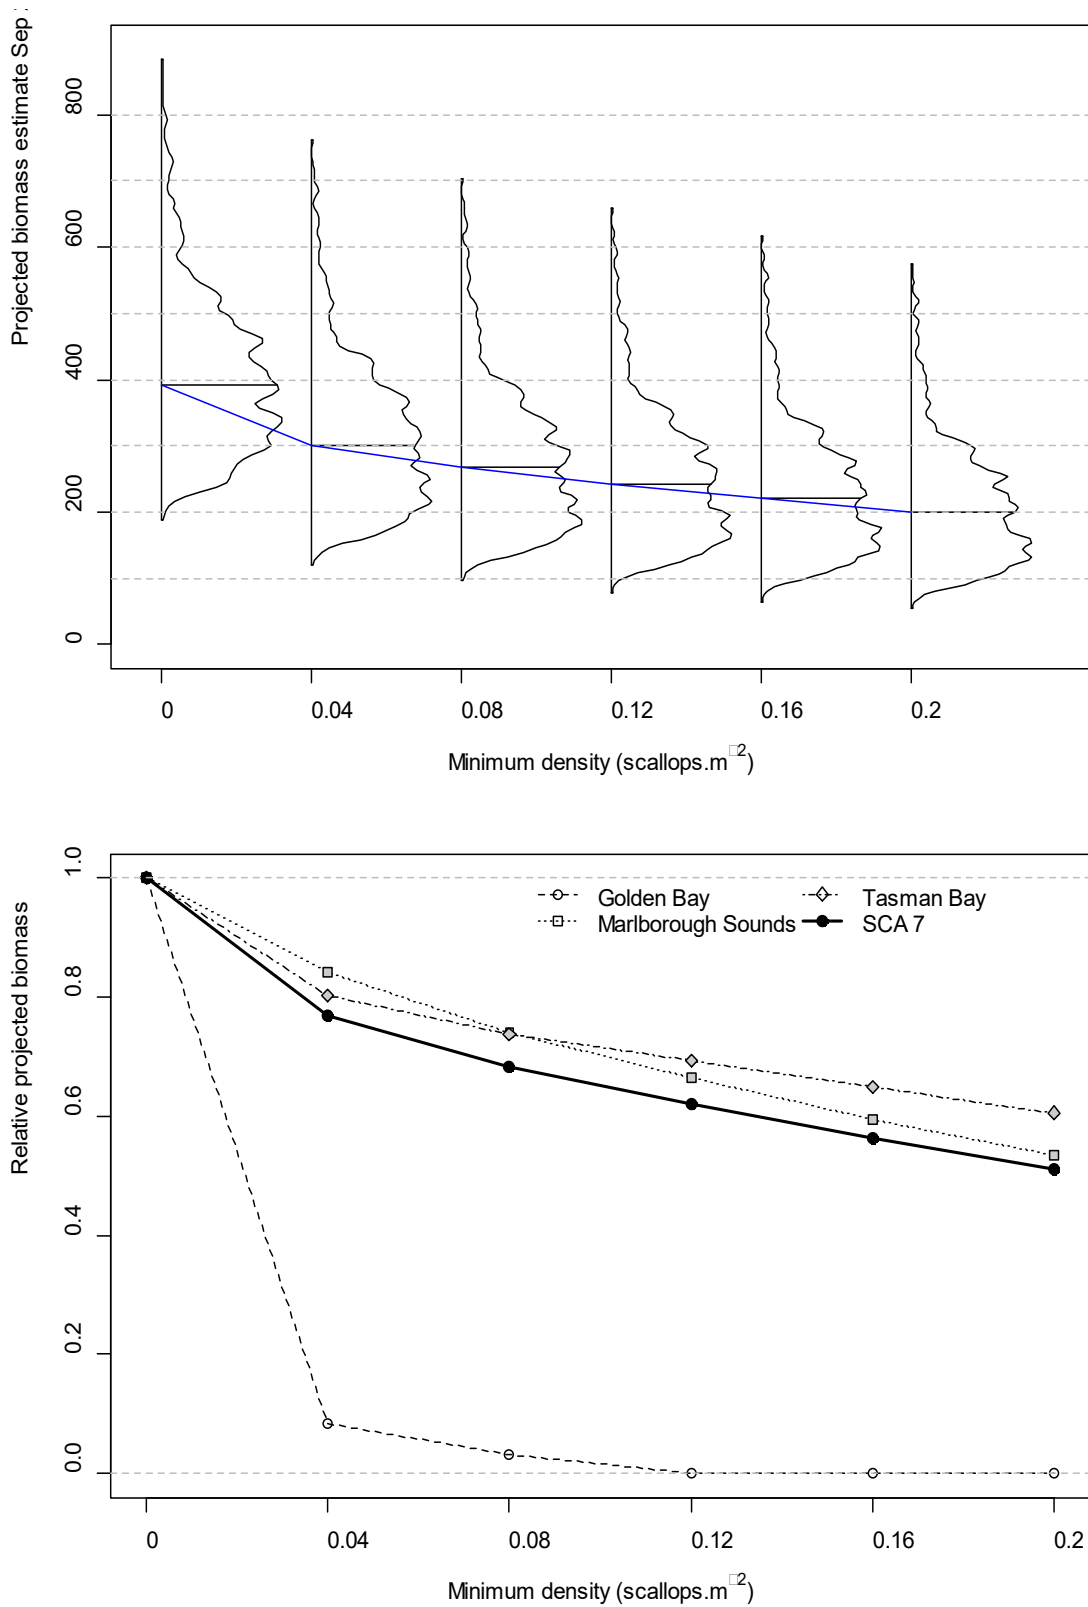 Projected biomass estimate Sep :
800
600
400
200
0
0 0.04 0.08 0.12 0.16 0.2
Minimum density (scallops.m□2)
Relative projected biomass
1.0
0.8
0.6
0.4
0.2
0.0
Golden Bay Tasman Bay
Marlborough Sounds SCA 7
0 0.04 0.08 0.12 0.16 0.2
Minimum density (scallops.m□2)